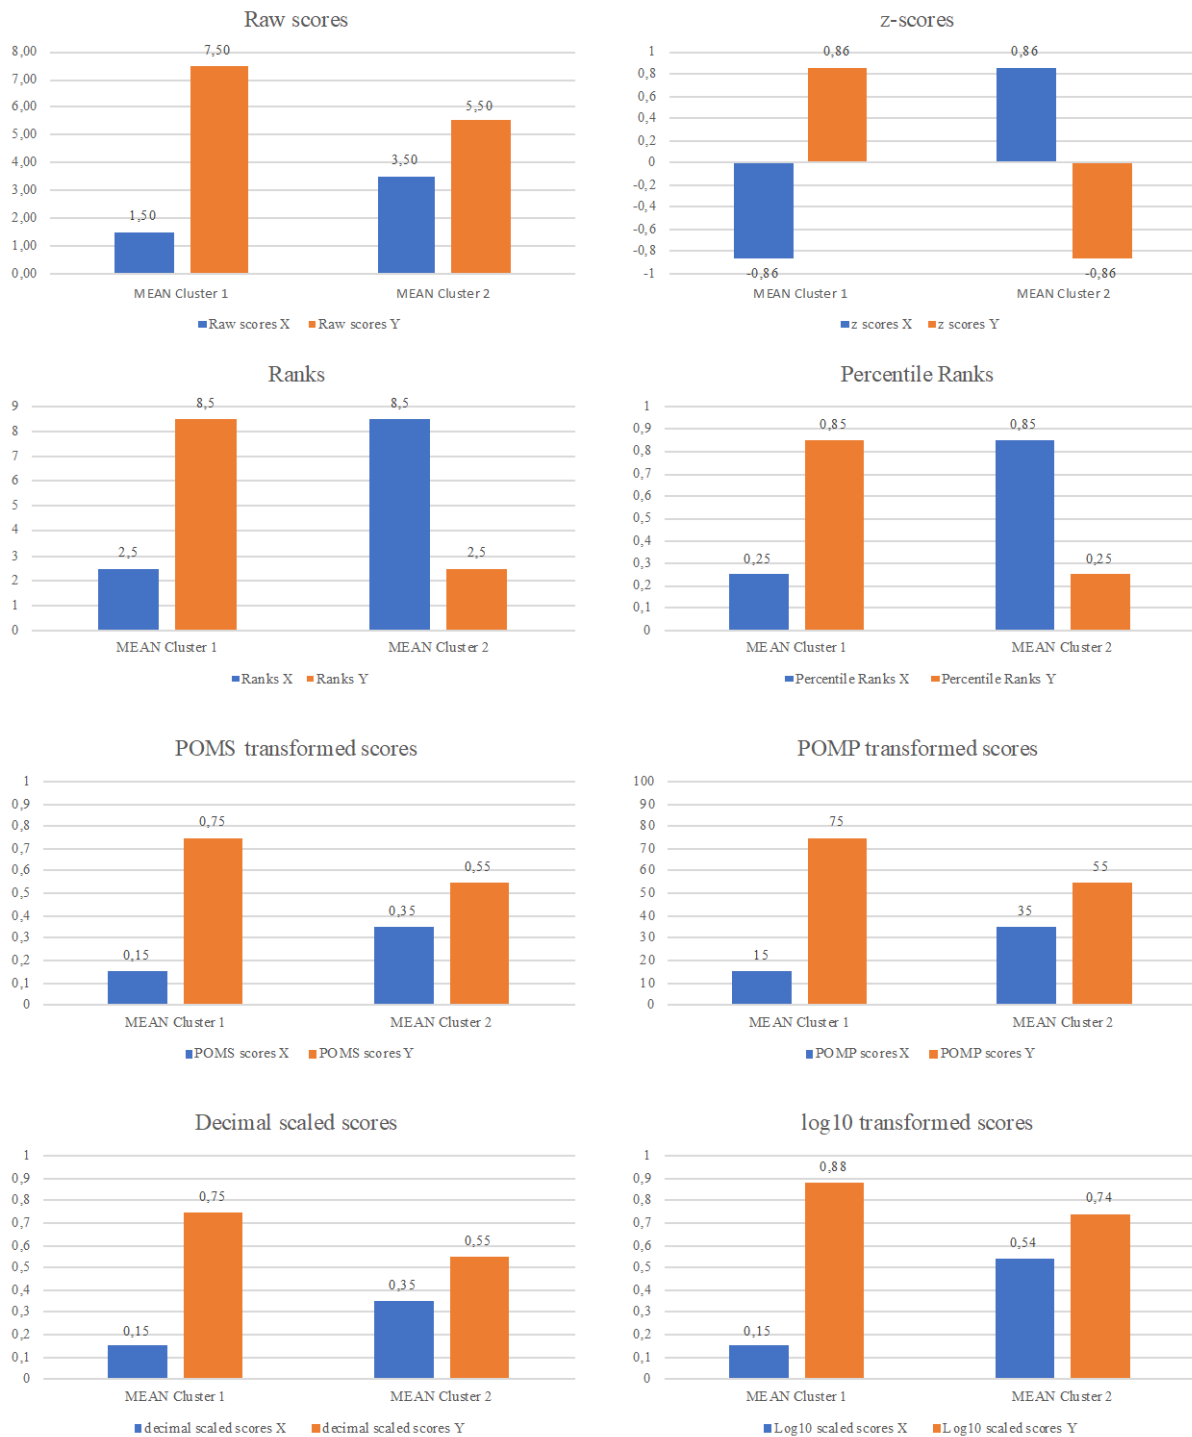 Raw scores
8,00
7,00
6,00
5,00
4,00
3,00
2,00
1,00
0,00
1,50
7,50
3,50
5,50
MEAN Cluster 1
MEAN Cluster 2
Raw scores X
Raw scores Y
z-scores
1
0,8
0,6
0,4
0,2
0
-0,2
-0,4
-0,6
-0,8
-1
-0,86
0,86
0,86
-0,86
MEAN Cluster 1
MEAN Cluster 2
z scores X
z scores Y
Ranks
9
8
7
6
5
4
3
2
1
0
2,5
8,5
8,5
2,5
MEAN Cluster 1
MEAN Cluster 2
Ranks X
Ranks Y
Percentile Ranks
1
0,9
0,8
0,7
0,6
0,5
0,4
0,3
0,2
0,1
0
0,25
0,85
0,85
0,25
MEAN Cluster 1
MEAN Cluster 2
Percentile Ranks X
Percentile Ranks Y
POMS transformed scores
1
0,9
0,8
0,7
0,6
0,5
0,4
0,3
0,2
0,1
0
0,15
0,75
0,35
0,55
MEAN Cluster 1
MEAN Cluster 2
POMS scores X
POMS scores Y
POMP transformed scores
100
90
80
70
60
50
40
30
20
10
0
15
75
35
55
MEAN Cluster 1
MEAN Cluster 2
POMP scores X
POMP scores Y
Decimal scaled scores
1
0,9
0,8
0,7
0,6
0,5
0,4
0,3
0,2
0,1
0
0,15
0,75
0,35
0,55
MEAN Cluster 1
MEAN Cluster 2
decimal scaled scores X
decimal scaled scores Y
log10 transformed scores
1
0,9
0,8
0,7
0,6
0,5
0,4
0,3
0,2
0,1
0
0,15
0,88
0,54
0,74
MEAN Cluster 1
MEAN Cluster 2
Log10 scaled scores X
Log10 scaled scores Y